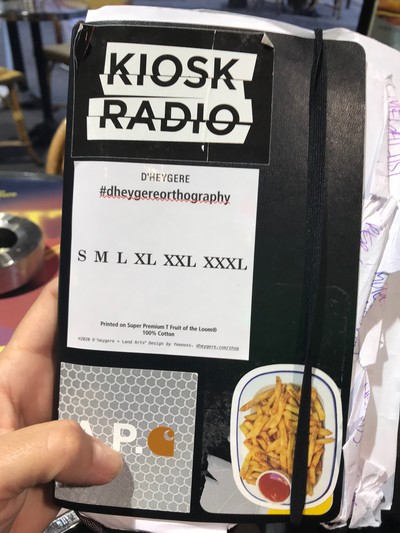 KIOSK
RADIO
D'HEYGERE
#dheygereorthography
S M L XL XXL XXXL
Printed on Super Premium T Fruit of the Loom®
100% Cotton
P.